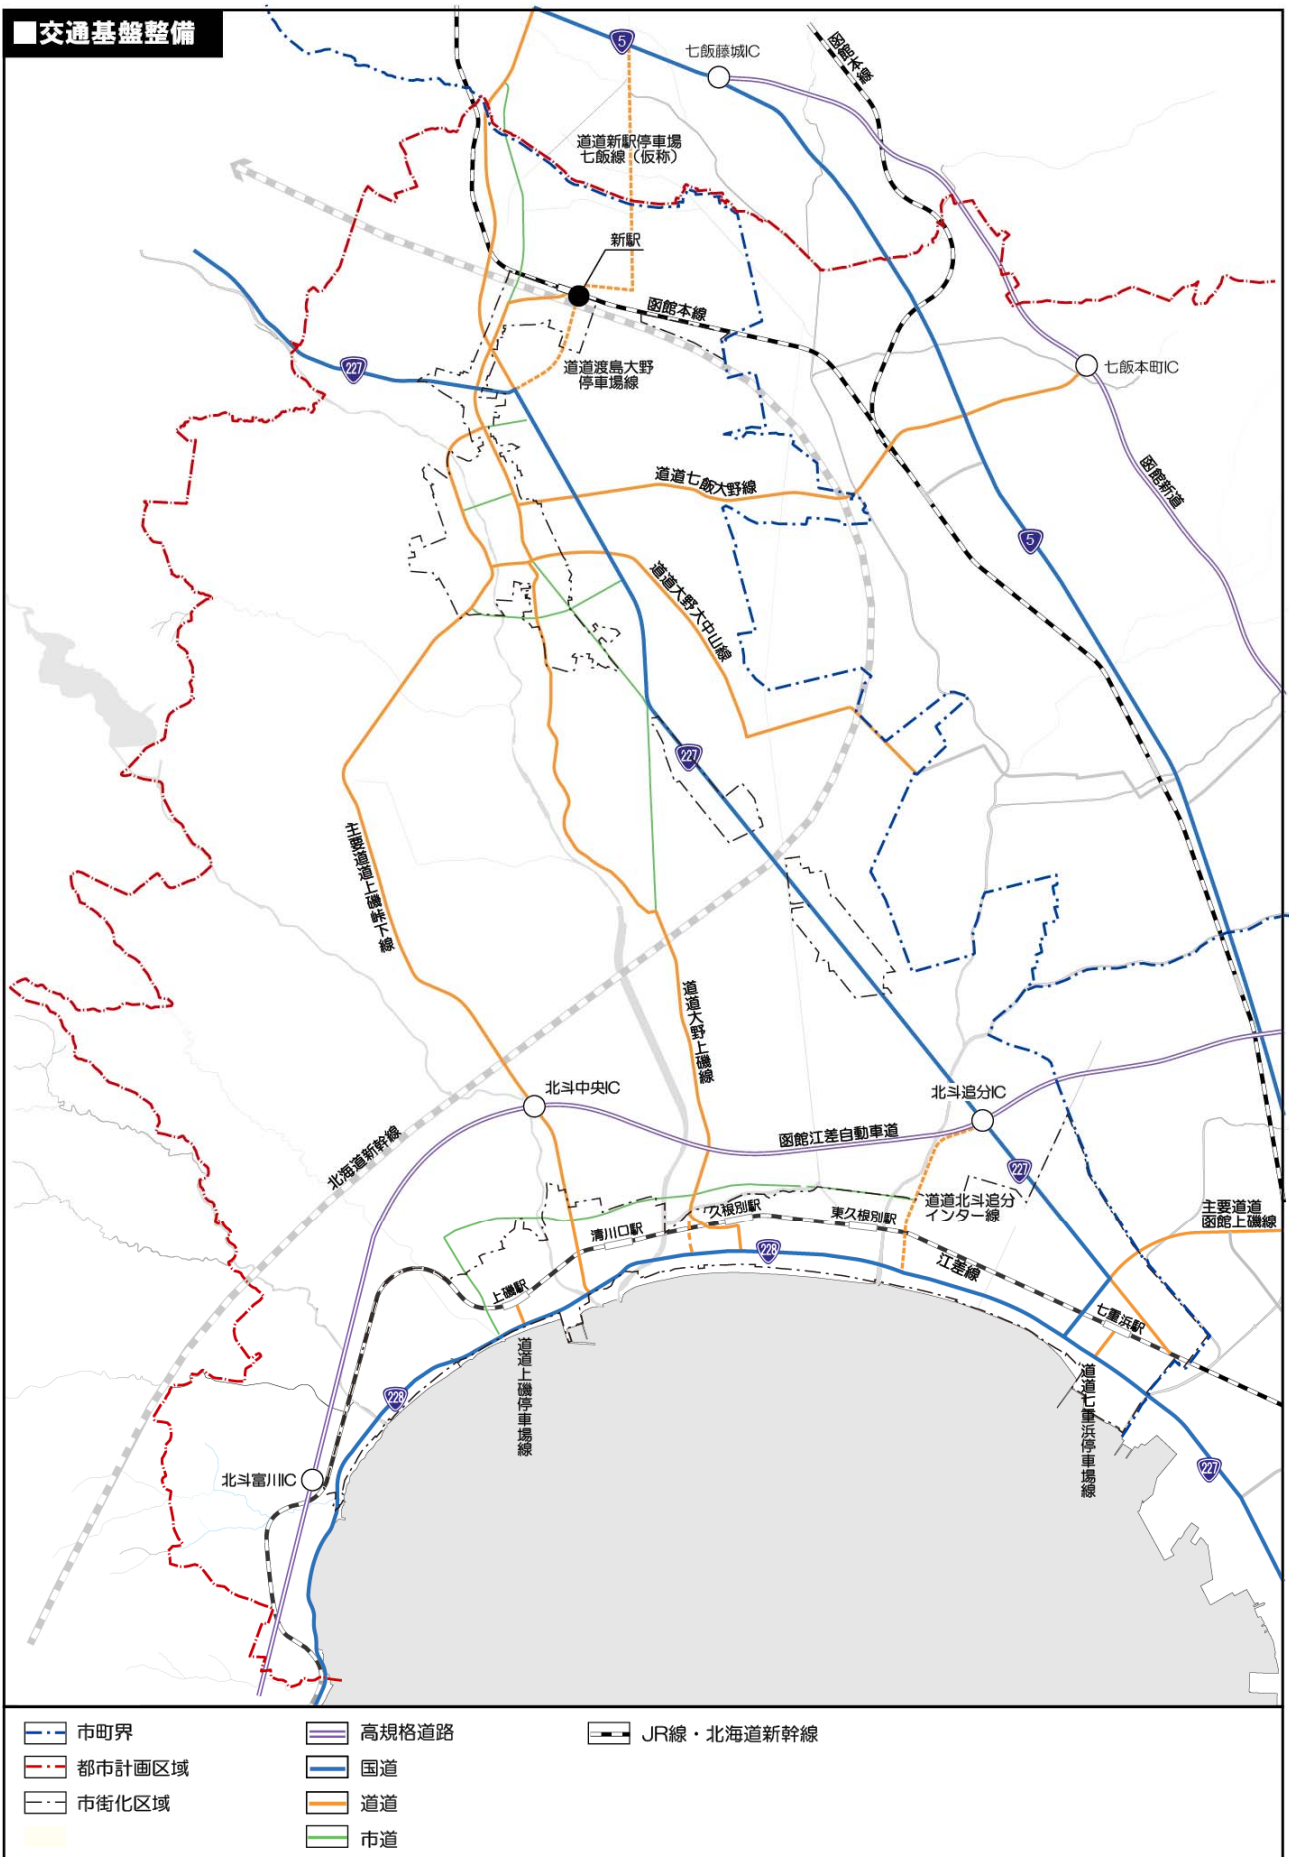 ■交通基盤整備
5
七飯藤城IC
函館本線
道道新駅停車場
七飯線（仮称）
新駅
函館本線
227
道道渡島大野
停車場線
七飯本町IC
道道七飯大野線
函館新道
5
道道大野大中山線
227
主要道道上磯峠下線
道道大野上磯線
北斗中央IC
北斗追分IC
函館江差自動車道
北海道新幹線
227
道道北斗追分
インター線
主要道道
函館上磯線
久根別駅
東久根別駅
清川口駅
228
江差線
上磯駅
七重浜駅
道道上磯停車場線
道道七重浜停車場線
228
227
北斗富川IC
市町界
都市計画区域
市街化区域
高規格道路
国道
道道
市道
JR線・北海道新幹線